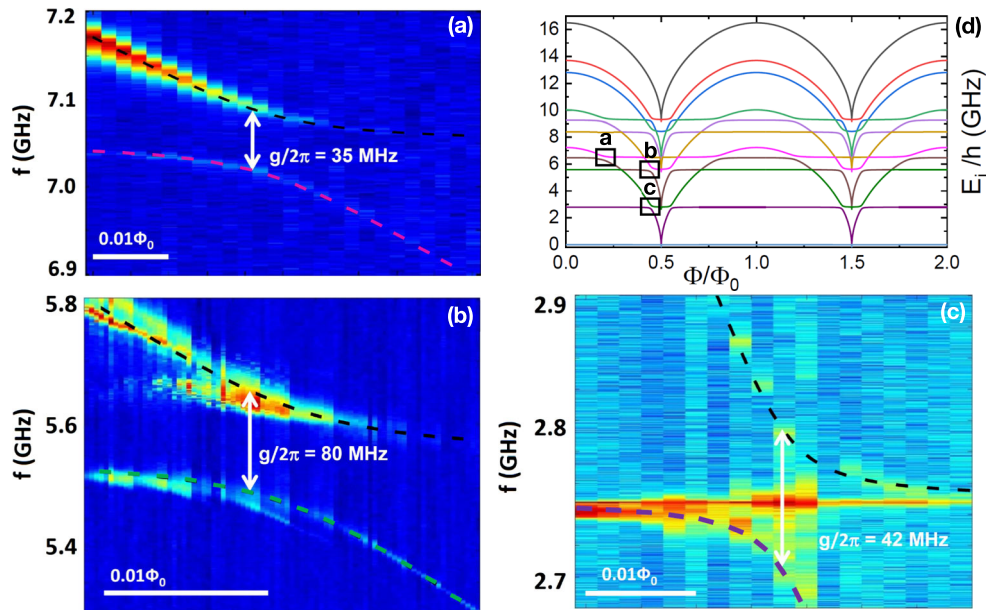 7.2
7.1
7.0
6.9
f (GHz)
(a)
g/2π = 35 MHz
0.01Φ₀
(d)
16
14
12
10
8
6
4
2
0
E_i/h (GHz)
a
b
c
0.0
0.5
1.0
1.5
2.0
Φ/Φ₀
5.8
5.6
5.4
f (GHz)
(b)
g/2π = 80 MHz
0.01Φ₀
2.9
2.8
2.7
f (GHz)
(c)
g/2π = 42 MHz
0.01Φ₀